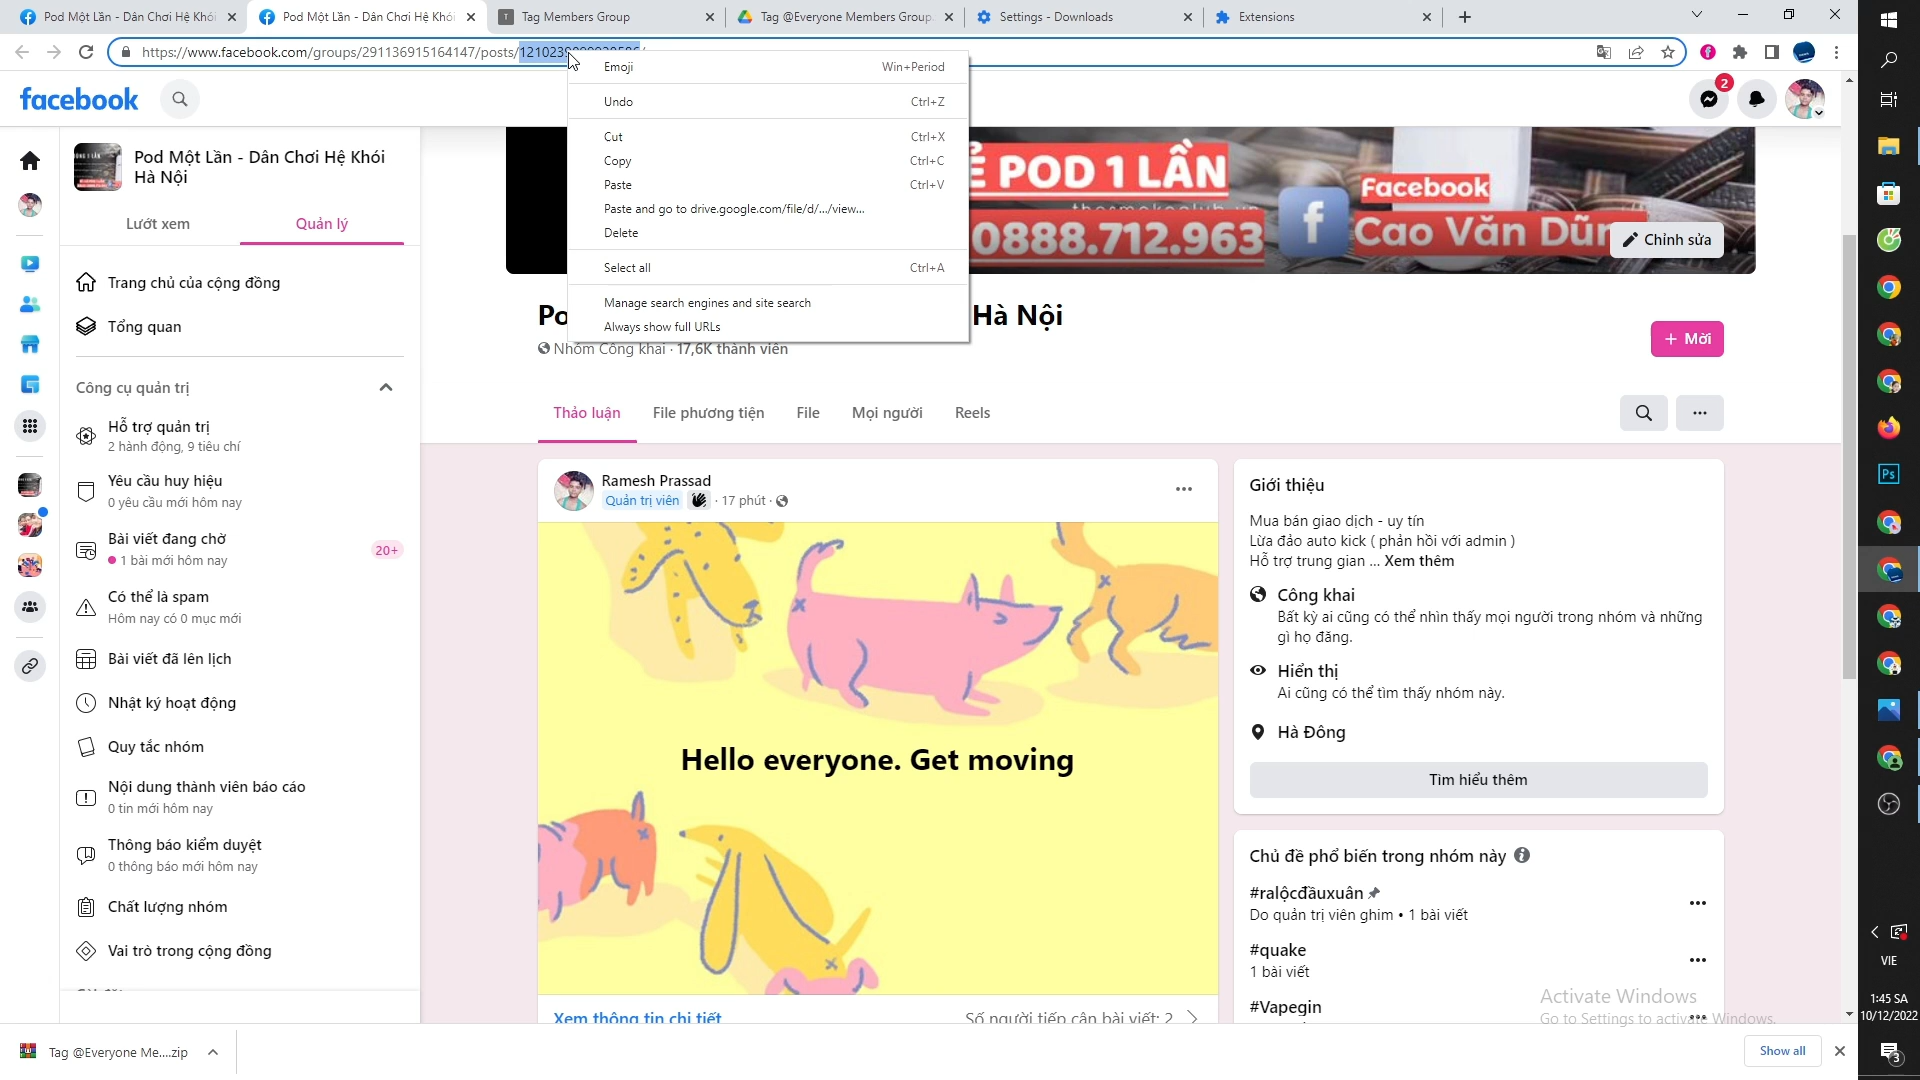 Pod Một Lần - Dân Chơi Hệ Khói
Pod Một Lần - Dân Chơi Hệ Khói
Tag Members Group
Tag @Everyone Members Group.
Settings - Downloads
Extensions
https://www.facebook.com/groups/291136915164147/posts/
facebook
2
Emoji Win+Period
Undo Ctrl+Z
Cut Ctrl+X
Copy Ctrl+C
Paste Ctrl+V
Paste and go to drive.google.com/file/d/.../view...
Delete
Select all Ctrl+A
Manage search engines and site search
Always show full URLs
Pod Một Lần - Dân Chơi Hệ Khói
Hà Nội
Lướt xem
Quản lý
Trang chủ của cộng đồng
Tổng quan
Công cụ quản trị
Hỗ trợ quản trị
2 hành động, 9 tiêu chí
Yêu cầu huy hiệu
0 yêu cầu mới hôm nay
Bài viết đang chờ
1 bài mới hôm nay
20+
Có thể là spam
Hôm nay có 0 mục mới
Bài viết đã lên lịch
Nhật ký hoạt động
Quy tắc nhóm
Nội dung thành viên báo cáo
0 tin mới hôm nay
Thông báo kiểm duyệt
0 thông báo mới hôm nay
Chất lượng nhóm
Vai trò trong cộng đồng
POD 1 LẦN
0888.712.963
Facebook
Cao Văn
Chỉnh sửa
Hà Nội
Nhóm Công khai · 17,6K thành viên
+ Mời
Thảo luận
File phương tiện
File
Mọi người
Reels
Ramesh Prassad
Quản trị viên · 17 phút ·
Hello everyone. Get moving
Xem thông tin chi tiết
Số người tiếp cận bài viết: 2
Giới thiệu
Mua bán giao dịch - uy tín
Lừa đảo auto kick ( phản hồi với admin )
Hỗ trợ trung gian ... Xem thêm
Công khai
Bất kỳ ai cũng có thể nhìn thấy mọi người trong nhóm và những
gì họ đăng.
Hiển thị
Ai cũng có thể tìm thấy nhóm này.
Hà Đông
Tìm hiểu thêm
Chủ đề phổ biến trong nhóm này
#ralộcđầuxuân
Do quản trị viên ghim • 1 bài viết
#quake
1 bài viết
#Vapegin
Activate Windows
Go to Settings to activate Windows.
Tag @Everyone Me....zip
Show all
Ps
VIE
1:45 SA
10/12/2022
3